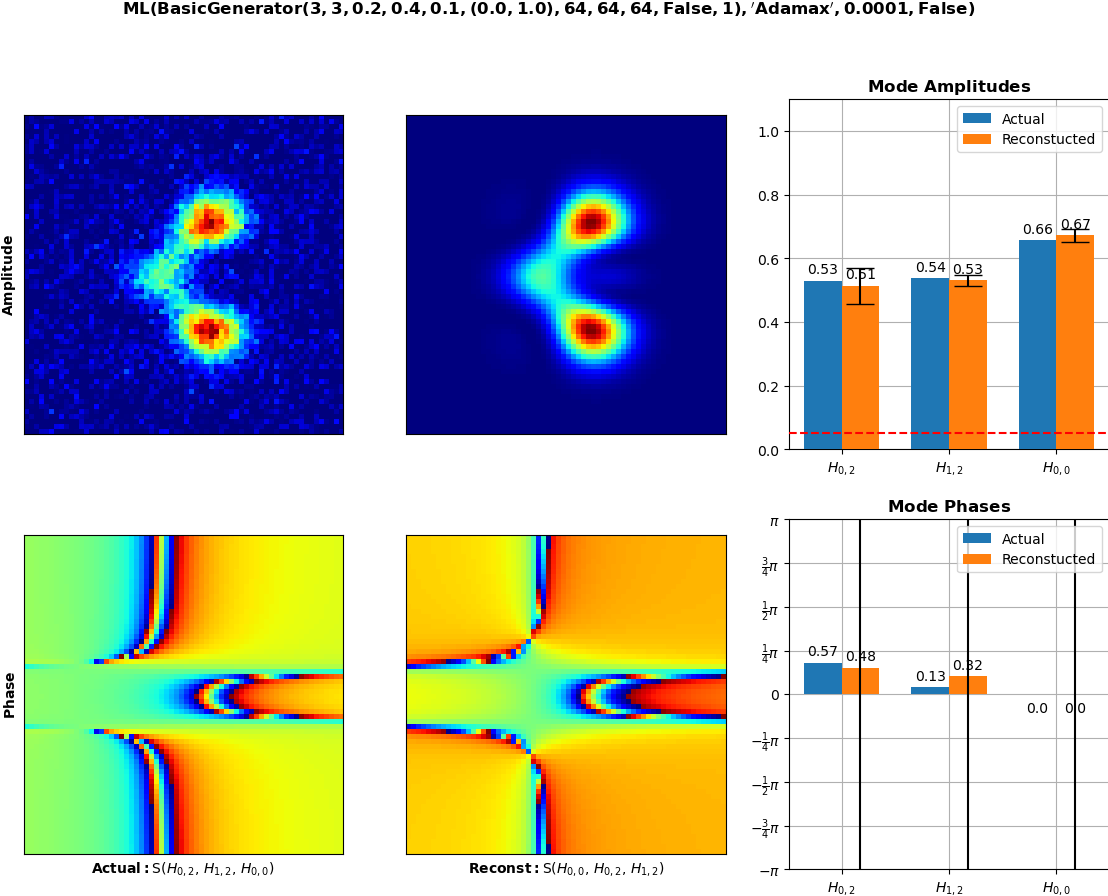 ML(BasicGenerator(3, 3, 0.2, 0.4, 0.1, (0.0, 1.0), 64, 64, 64, False, 1), 'Adamax', 0.0001, False)
Mode Amplitudes
Actual
Reconstucted
1.0
0.8
0.6
0.4
0.2
0.0
0.53 0.51 0.54 0.53 0.66 0.67
H0,2 H1,2 H0,0
Amplitude
Mode Phases
Actual
Reconstucted
π
3/4π
1/2π
1/4π
0
−1/4π
−1/2π
−3/4π
−π
0.57 0.48 0.13 0.32 0.0 0.0
H0,2 H1,2 H0,0
Phase
Actual: S(H0,2, H1,2, H0,0)
Reconst: S(H0,0, H0,2, H1,2)